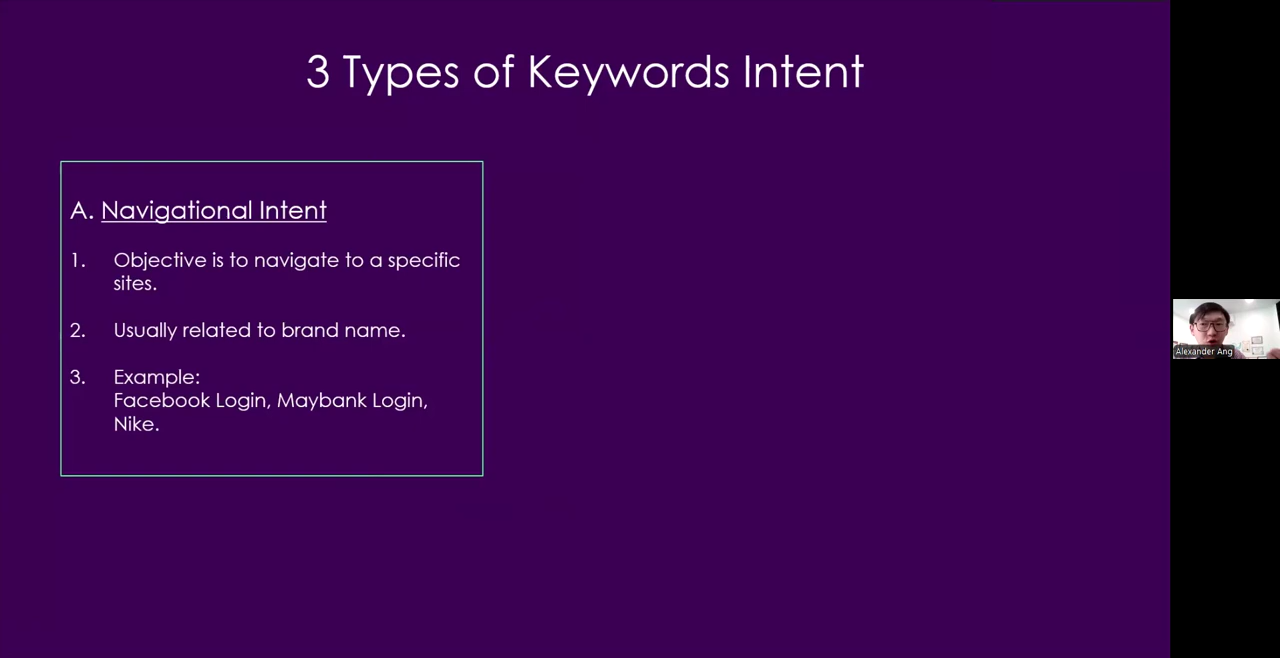 3 Types of Keywords Intent
A. Navigational Intent
1. Objective is to navigate to a specific
sites.
2. Usually related to brand name.
3. Example:
Facebook Login, Maybank Login,
Nike.
Alexander Ang